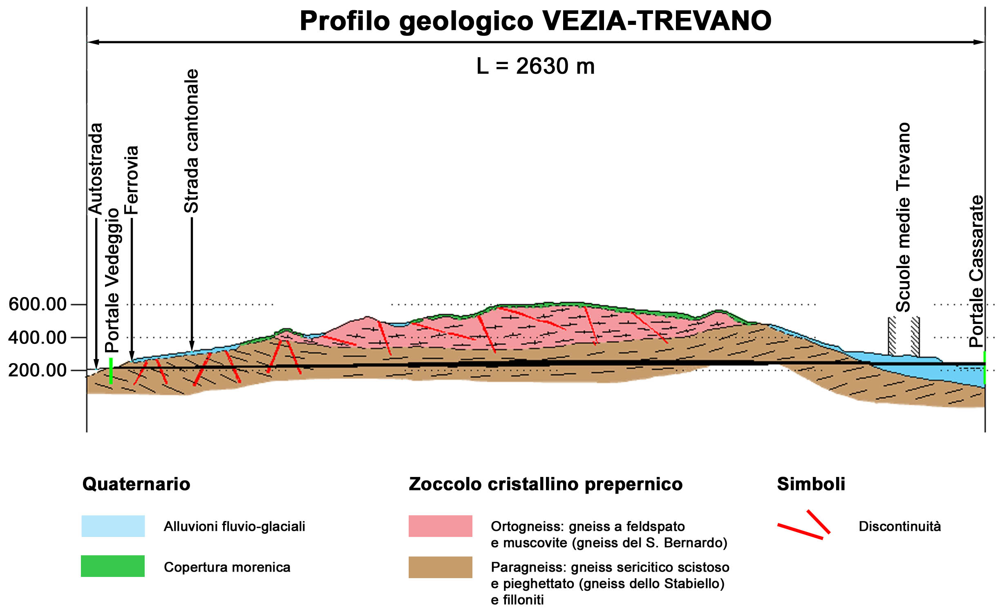 Profilo geologico VEZIA-TREVANO
L = 2630 m
Autostrada
Portale Vedeggio
Ferrovia
Strada cantonale
Scuole medie Trevano
Portale Cassarate
600.00
400.00
200.00
Quaternario
Alluvioni fluvio-glaciali
Copertura morenica
Zoccolo cristallino prepernico
Ortogneiss: gneiss a feldspato
e muscovite (gneiss del S. Bernardo)
Paragneiss: gneiss sericitico scistoso
e pieghettato (gneiss dello Stabiello)
e filloniti
Simboli
Discontinuità